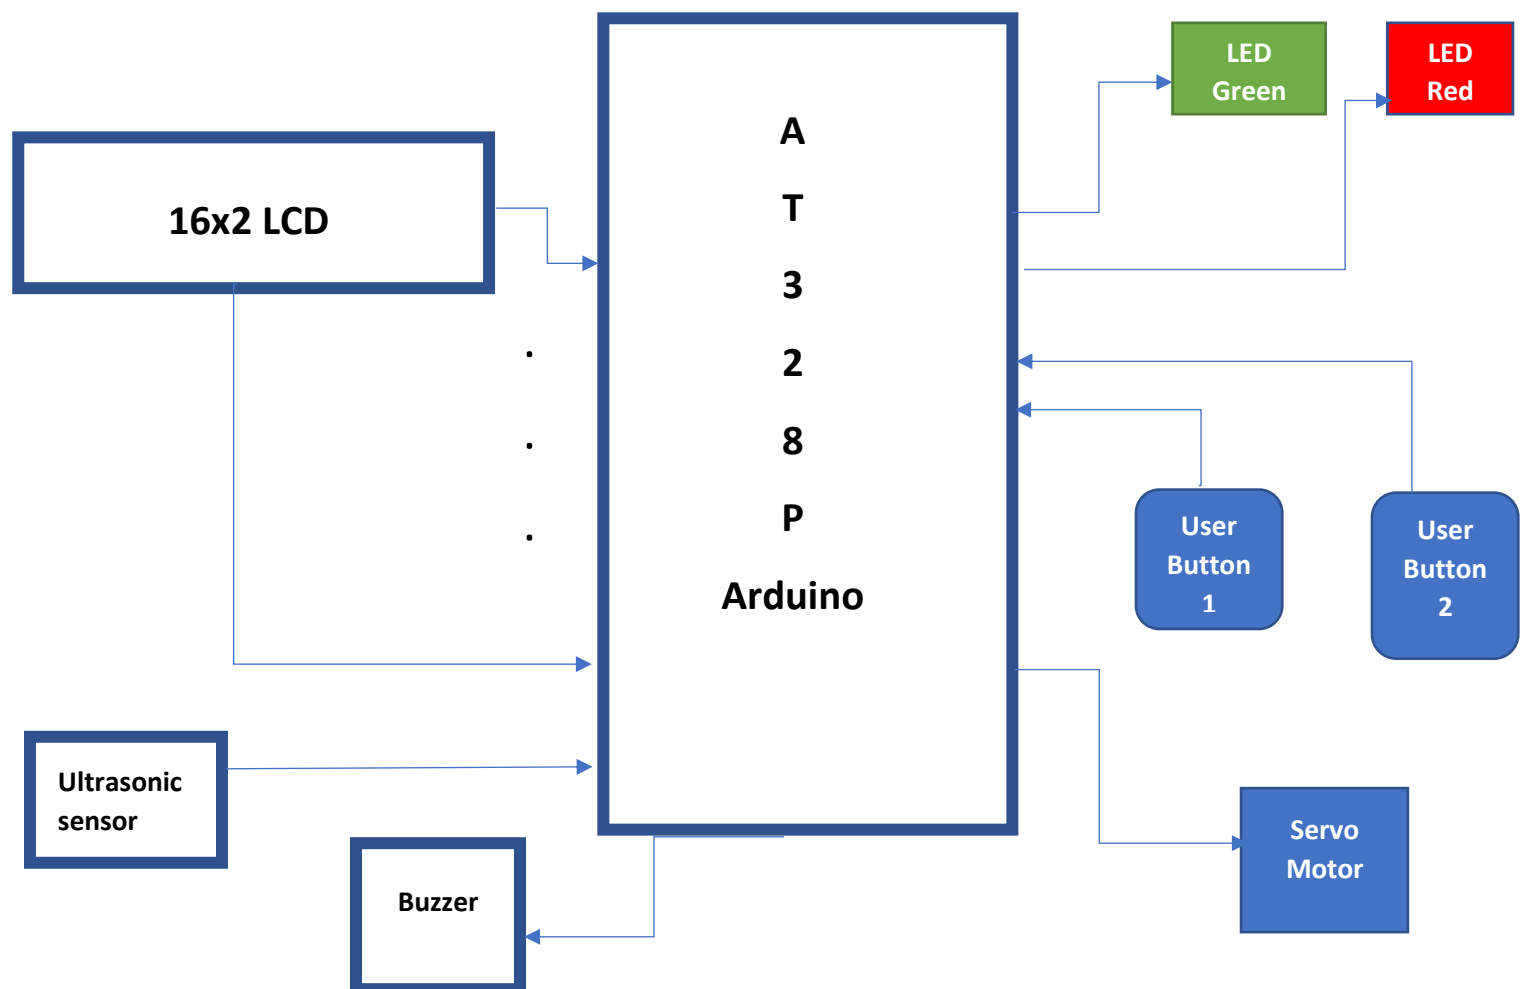 LED
Green
LED
Red
16x2 LCD
A
T
3
2
8
P
Arduino
.
.
.
User
Button
1
User
Button
2
Ultrasonic
sensor
Buzzer
Servo
Motor